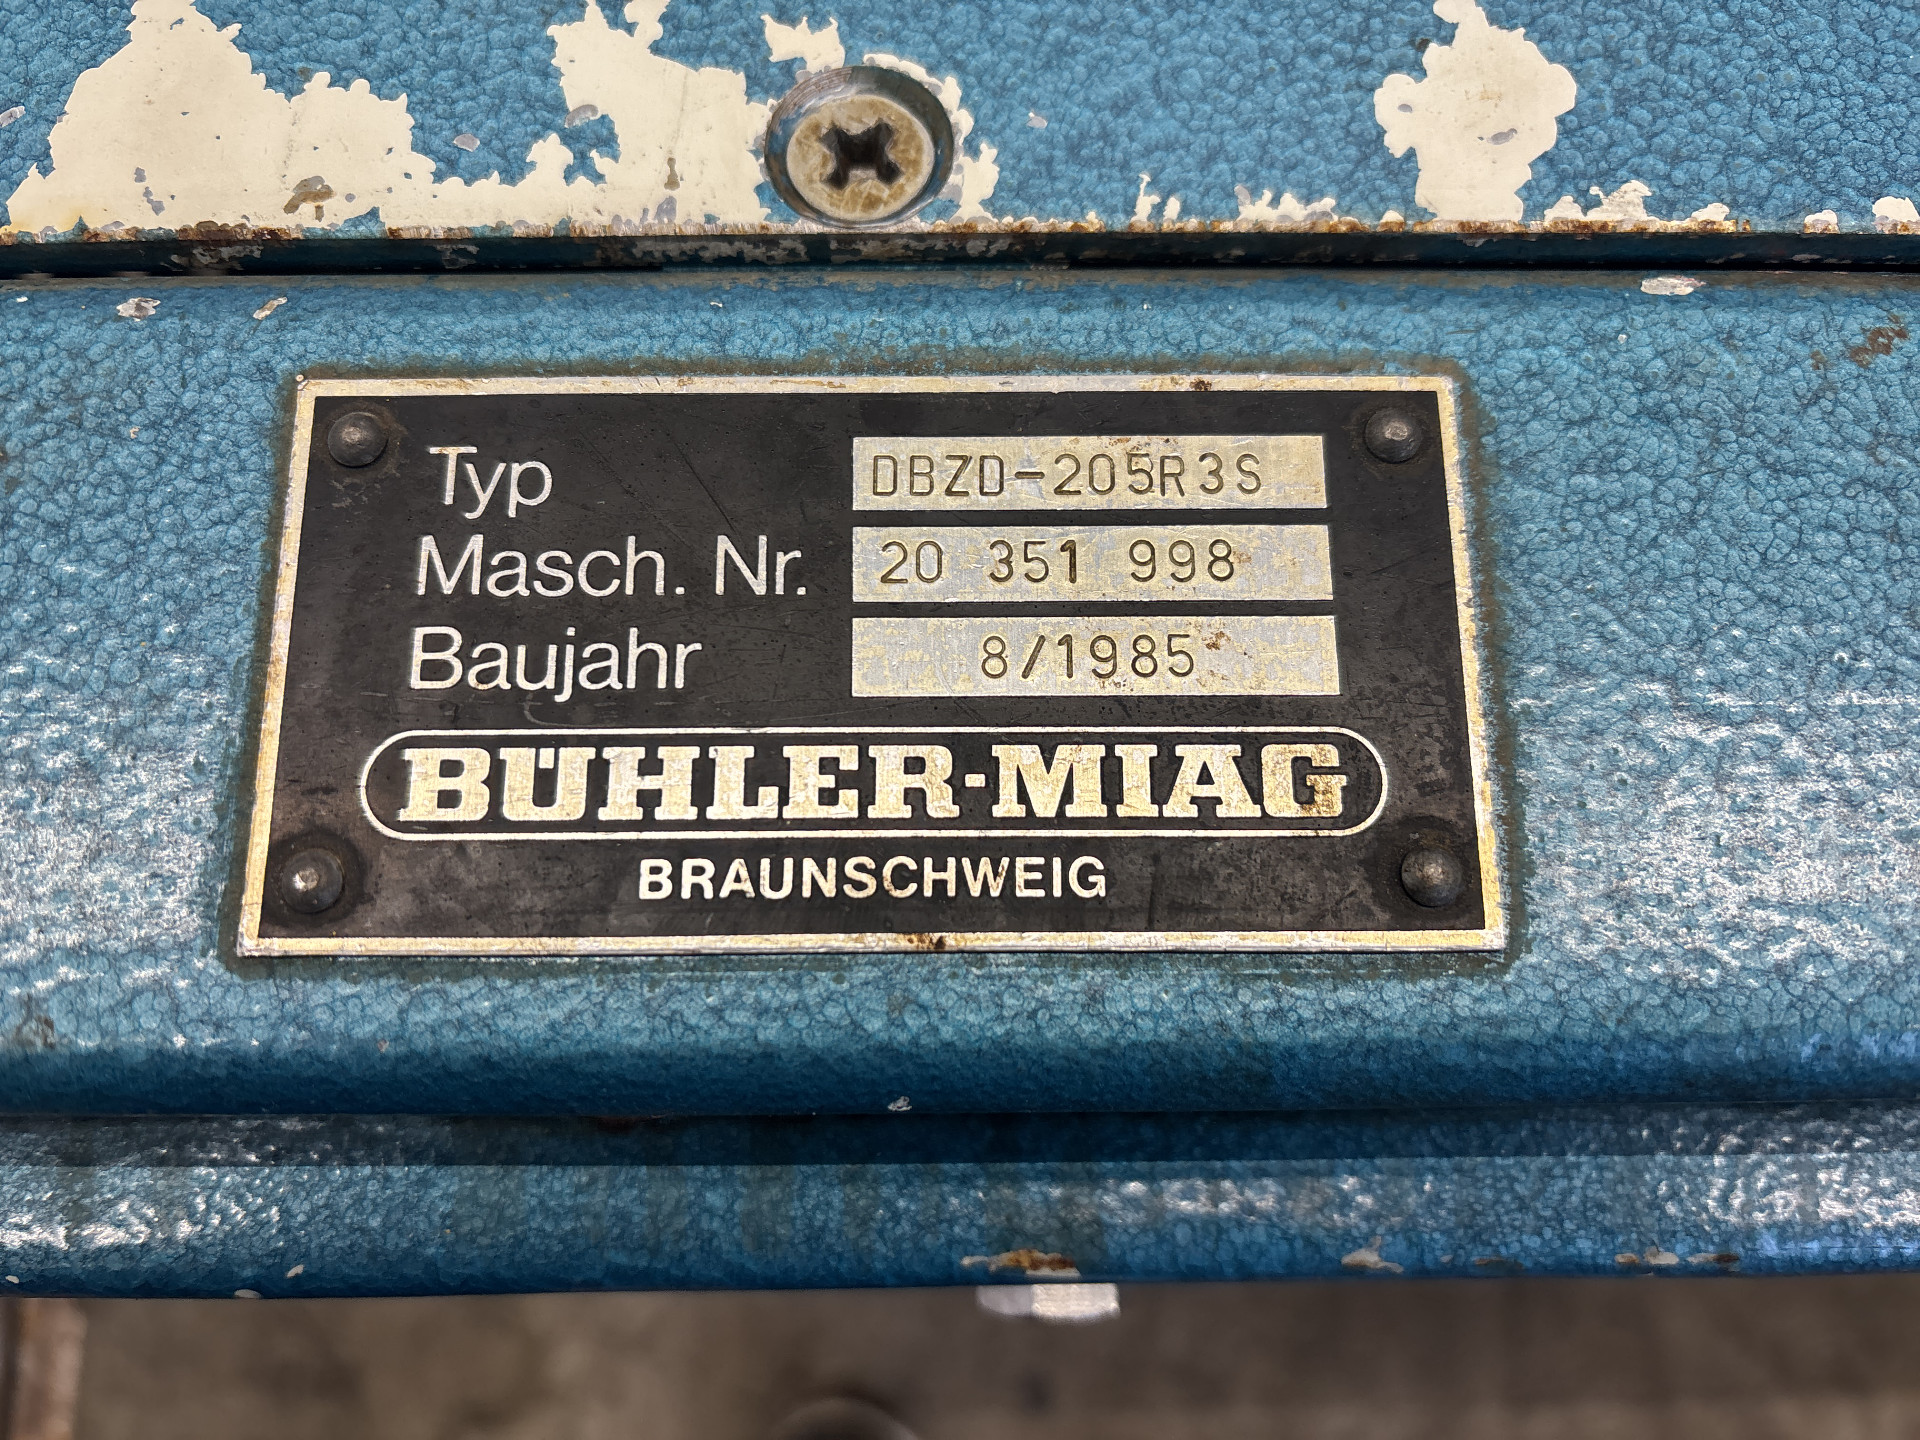 Typ DBZD-205R3S
Masch. Nr. 20 351 998
Baujahr 8/1985
BÜHLER-MIAG
BRAUNSCHWEIG